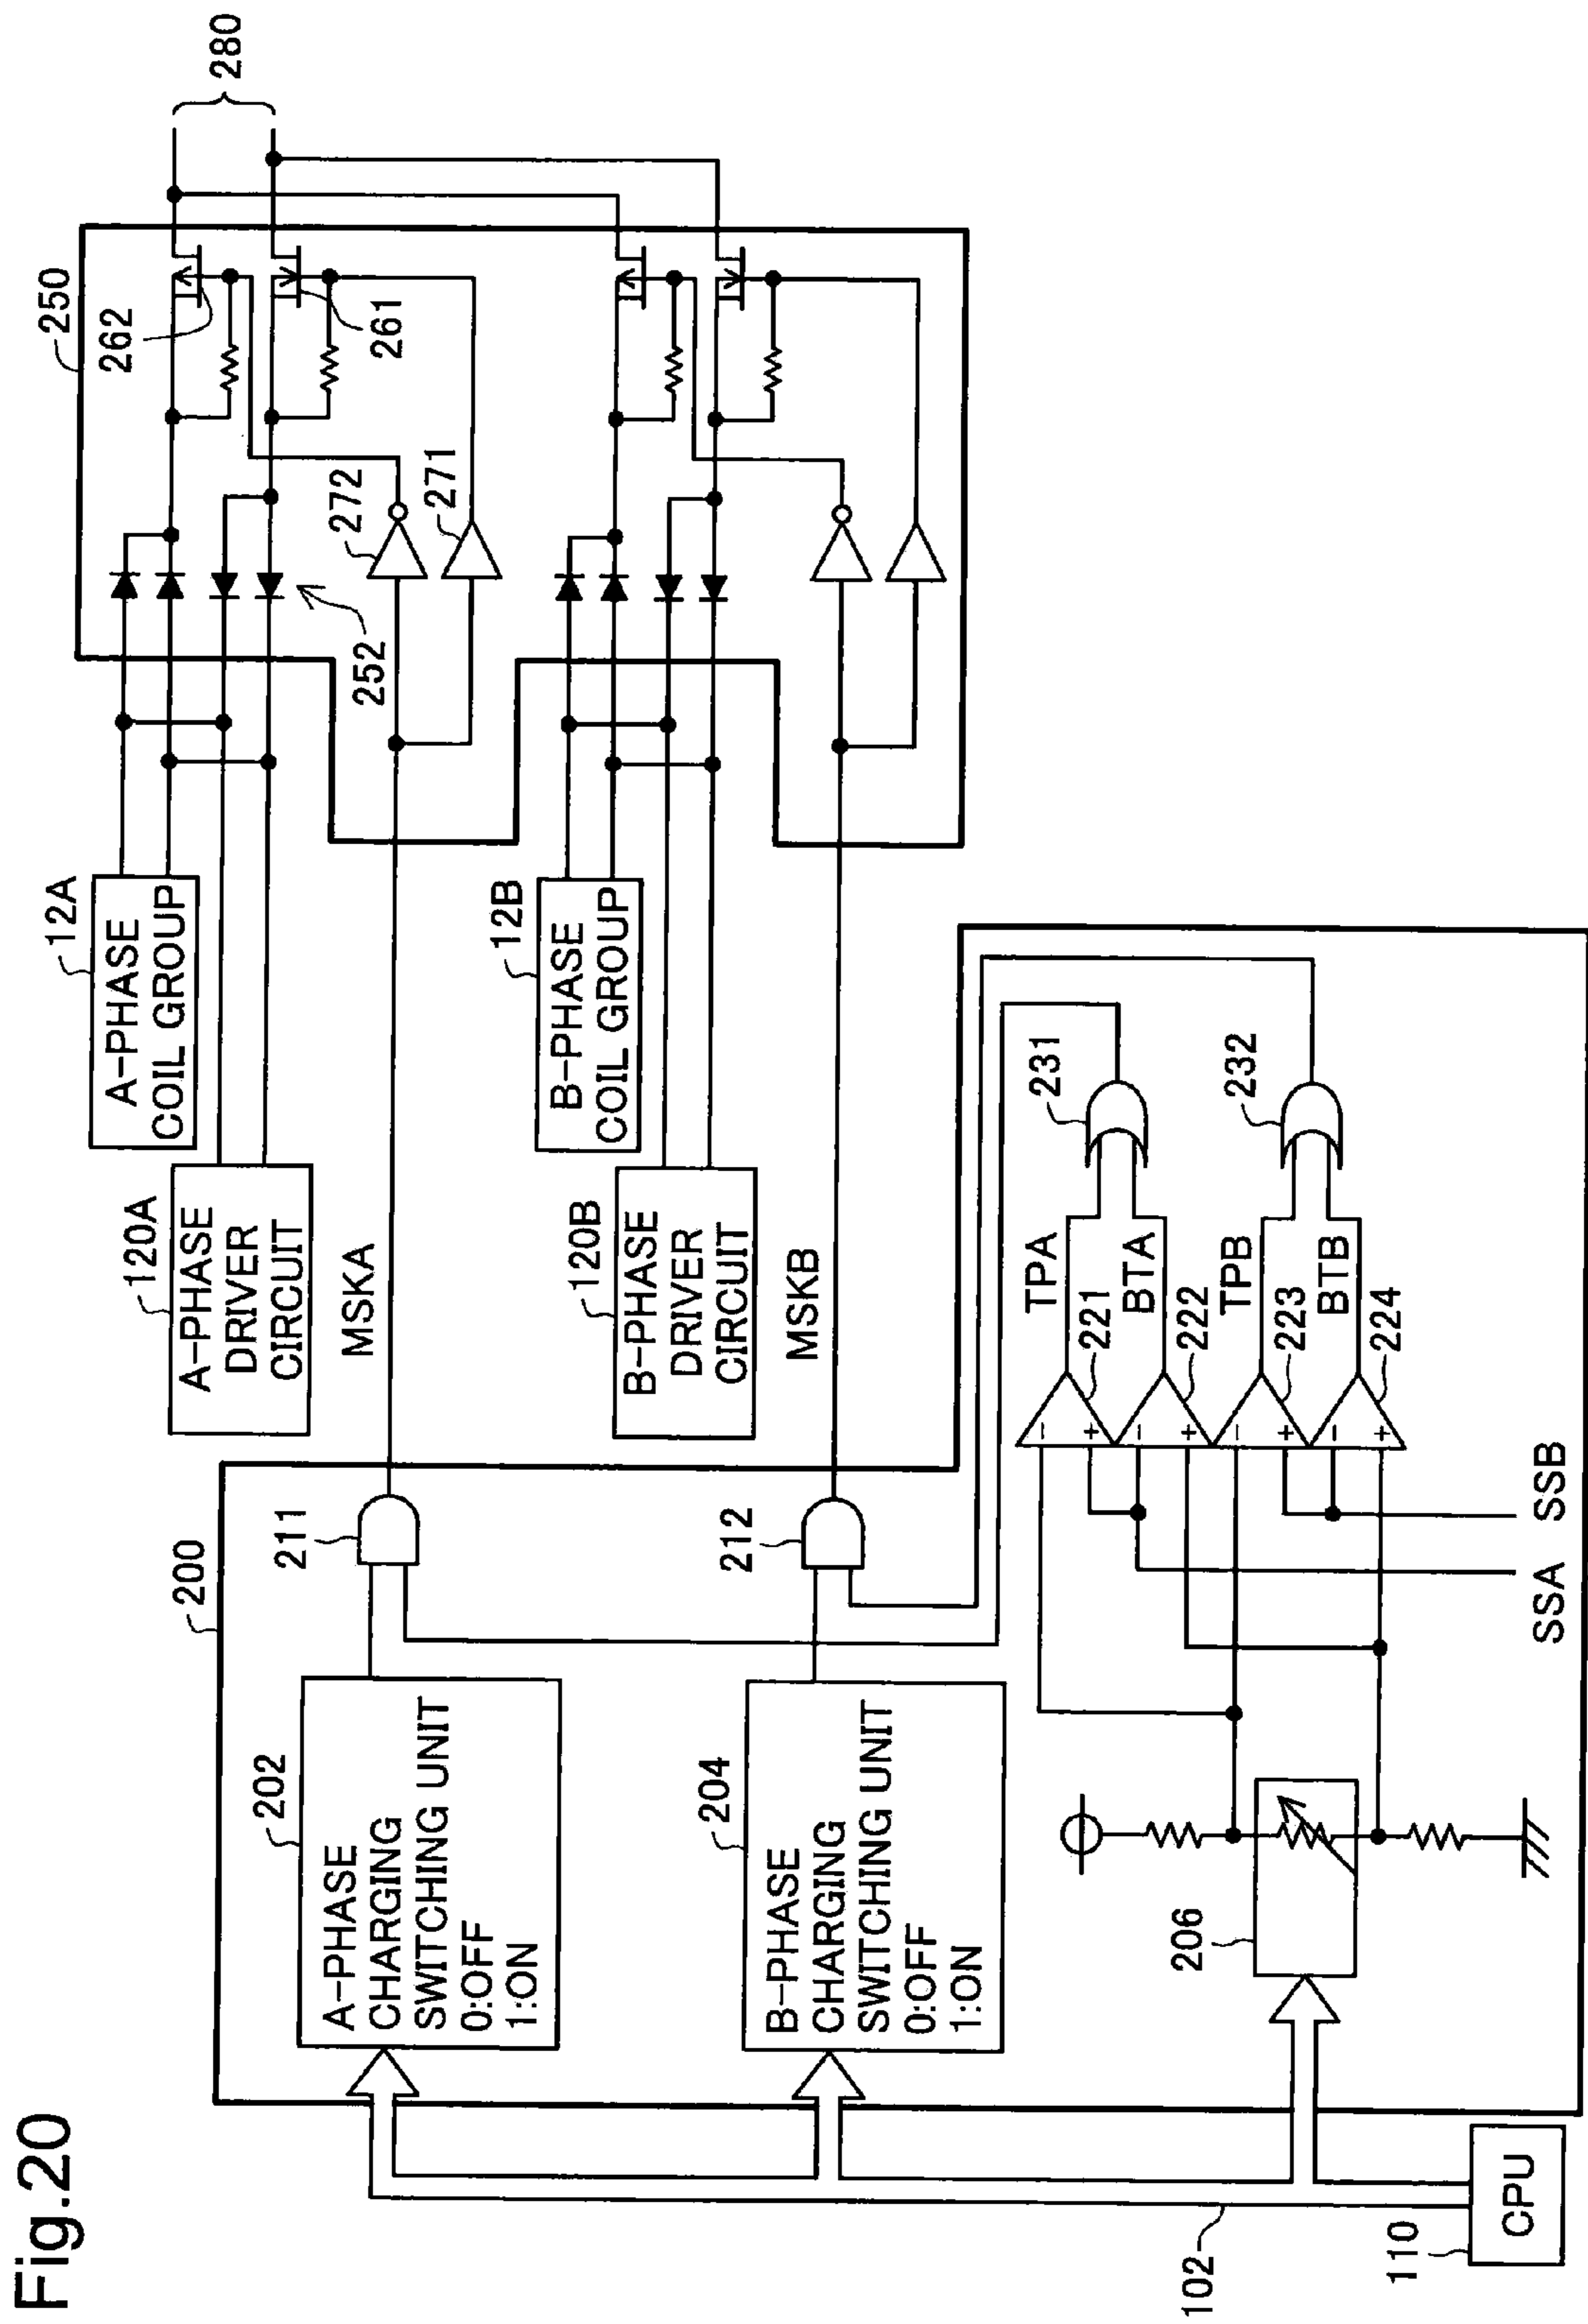 Fig.20
110
CPU
102
200
202
A-PHASE
CHARGING
SWITCHING UNIT
0:OFF
1:ON
204
B-PHASE
CHARGING
SWITCHING UNIT
0:OFF
1:ON
206
211
212
SSA
SSB
-
+
-
+
-
+
-
+
221
222
223
224
TPA
BTA
TPB
BTB
231
232
MSKA
MSKB
120A
A-PHASE
DRIVER
CIRCUIT
12A
A-PHASE
COIL GROUP
120B
B-PHASE
DRIVER
CIRCUIT
12B
B-PHASE
COIL GROUP
250
252
272
271
262
261
280